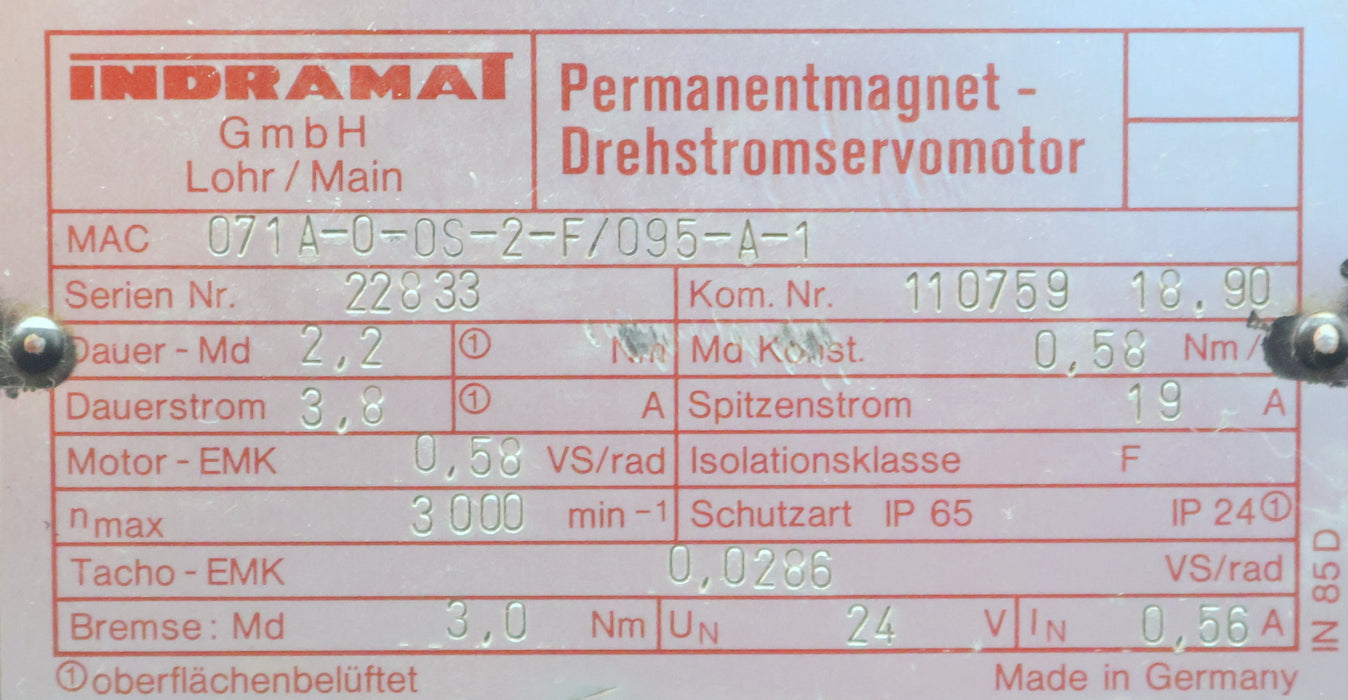 INDRAMAT
GmbH
Lohr / Main
Permanentmagnet -
Drehstromservomotor
MAC 071A-0-0S-2-F/095-A-1
Serien Nr. 22833 Kom. Nr. 110759 18,90
Dauer - Md 2,2 ① Nm Md Konst. 0,58 Nm/
Dauerstrom 3,8 ① A Spitzenstrom 19 A
Motor - EMK 0,58 VS/rad Isolationsklasse F
nmax 3000 min -1 Schutzart IP 65 IP 24①
Tacho - EMK 0,0286 VS/rad
Bremse : Md 3,0 Nm UN 24 V IN 0,56 A
①oberflächenbelüftet Made in Germany
IN 85 D